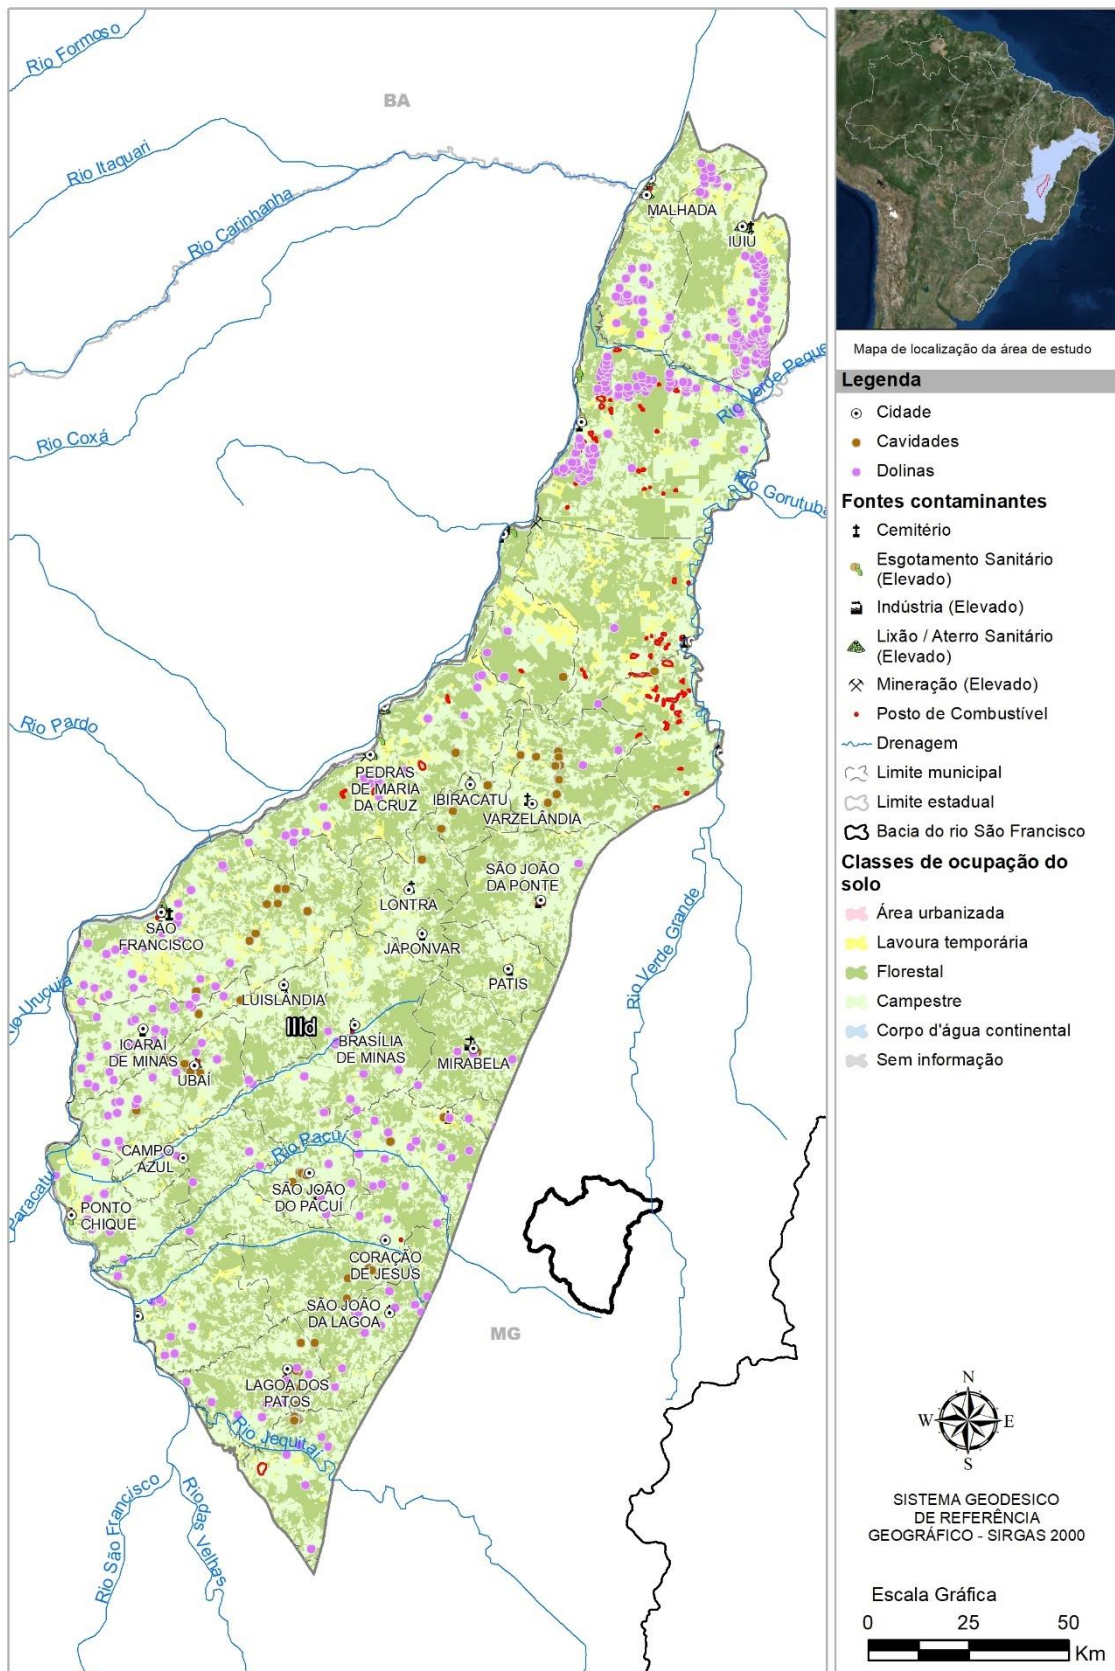 Rio Formoso
BA
Rio Itaquari
Rio Carinhanha
MALHADA
IUIU
Rio Coxá
Rio Verde Peque
Rio Gorutuba
Rio Pardo
PEDRAS
DE MARIA
DA CRUZ
IBIRACATU
VARZELÂNDIA
SÃO JOÃO
DA PONTE
LONTRA
SÃO
FRANCISCO
JAPONVAR
Rio Verde Grande
PATIS
Rio Urucuia
LUISLÂNDIA
IIId
ICARAÍ
DE MINAS
BRASÍLIA
DE MINAS
MIRABELA
UBAÍ
Rio Pacuí
CAMPO
AZUL
Paracatu
SÃO JOÃO
DO PACUÍ
PONTO
CHIQUE
CORAÇÃO
DE JESUS
SÃO JOÃO
DA LAGOA
MG
LAGOA DOS
PATOS
Rio Jequitaí
Rio São Francisco
Rio das Velhas
Mapa de localização da área de estudo
Legenda
Cidade
Cavidades
Dolinas
Fontes contaminantes
Cemitério
Esgotamento Sanitário
(Elevado)
Indústria (Elevado)
Lixão / Aterro Sanitário
(Elevado)
Mineração (Elevado)
Posto de Combustível
Drenagem
Limite municipal
Limite estadual
Bacia do rio São Francisco
Classes de ocupação do
solo
Área urbanizada
Lavoura temporária
Florestal
Campestre
Corpo d'água continental
Sem informação
N
W E
S
SISTEMA GEODESICO
DE REFERÊNCIA
GEOGRÁFICO - SIRGAS 2000
Escala Gráfica
0 25 50
Km